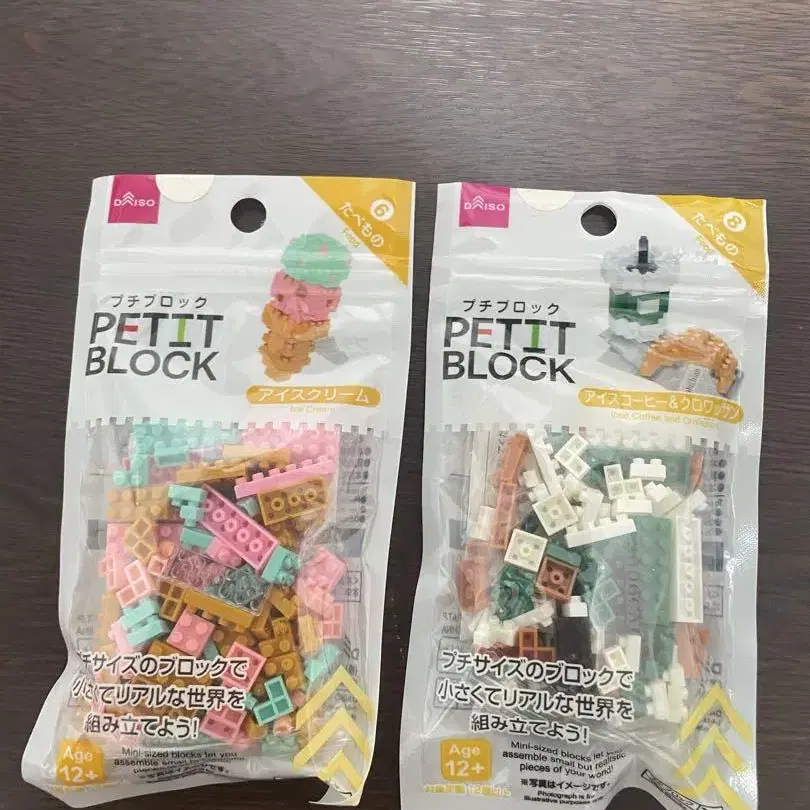 DAISO
6
たべもの
Food
プチブロック
PETIT
BLOCK
アイスクリーム
Ice Cream
プチサイズのブロックで
小さくてリアルな世界を
組み立てよう!
Age
12+
Mini-sized blocks let you
assemble small but realistic
pieces of your world!
DAISO
8
たべもの
Food
プチブロック
PETIT
BLOCK
アイスコーヒー&クロワッサン
Iced Coffee and Croissant
プチサイズのブロックで
小さくてリアルな世界を
組み立てよう!
Age
12+
Mini-sized blocks let you
assemble small but realistic
pieces of your world!
※写真はイメージです。
Photograph is for
illustrative purposes